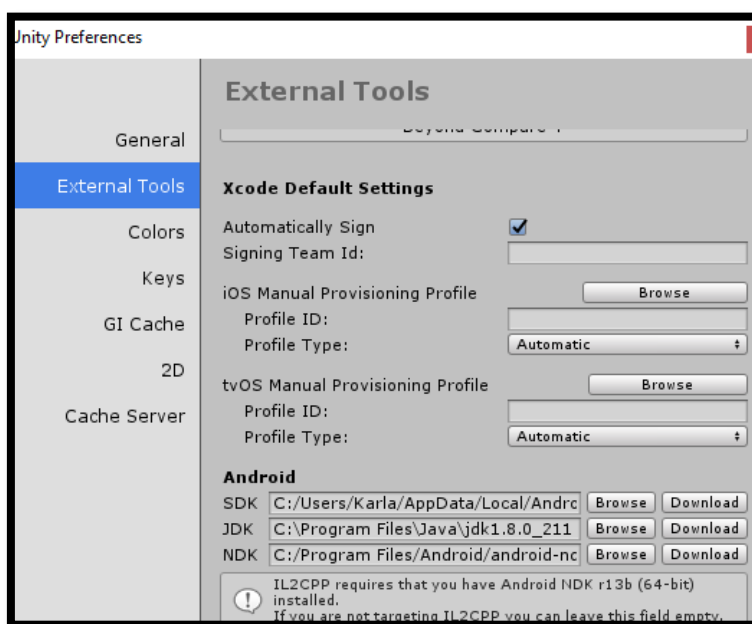 Unity Preferences
External Tools
General
External Tools
Colors
Keys
GI Cache
2D
Cache Server
Xcode Default Settings
Automatically Sign
Signing Team Id:
iOS Manual Provisioning Profile Browse
Profile ID:
Profile Type: Automatic
tvOS Manual Provisioning Profile Browse
Profile ID:
Profile Type: Automatic
Android
SDK C:/Users/Karla/AppData/Local/Andro Browse Download
JDK C:\Program Files\Java\jdk1.8.0_211 Browse Download
NDK C:/Program Files/Android/android-nd Browse Download
IL2CPP requires that you have Android NDK r13b (64-bit)
installed.
If you are not targeting IL2CPP you can leave this field empty.